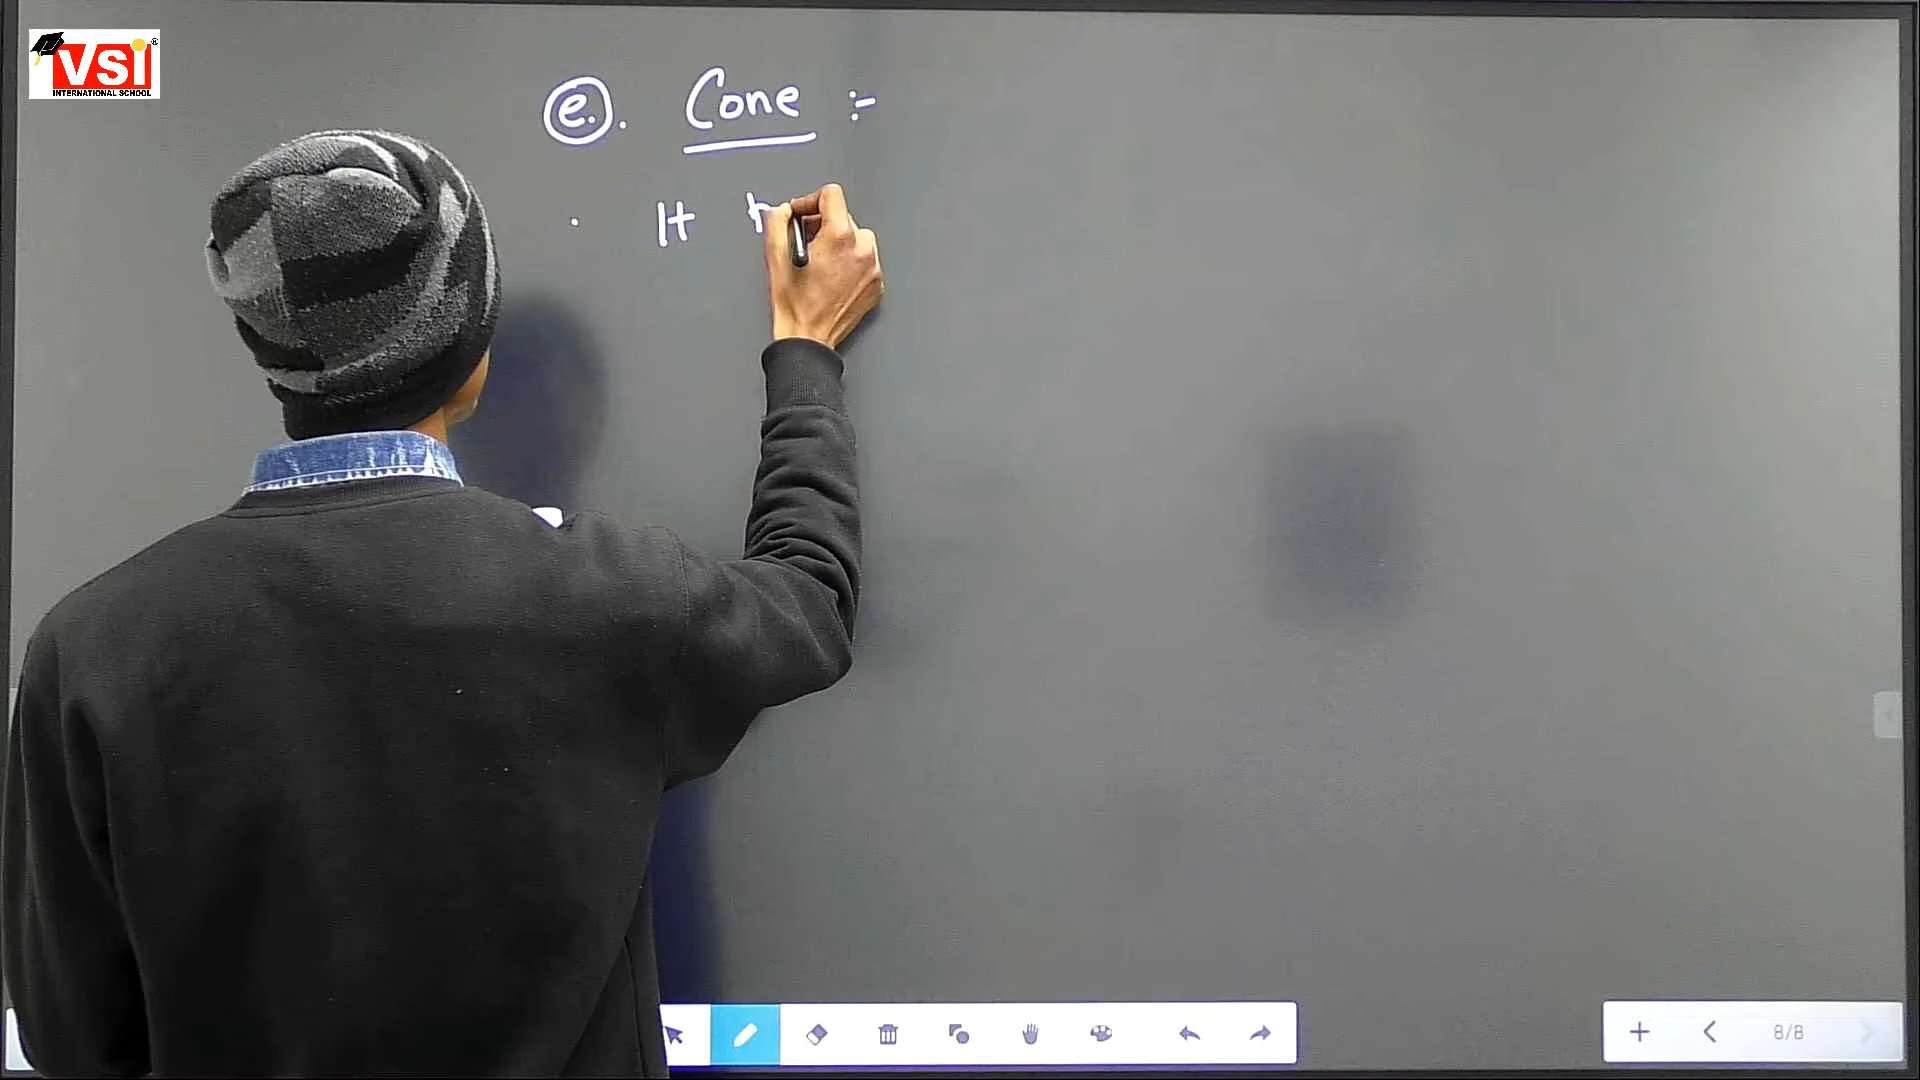 VSI
INTERNATIONAL SCHOOL
(e.). Cone :-
· It
8/8